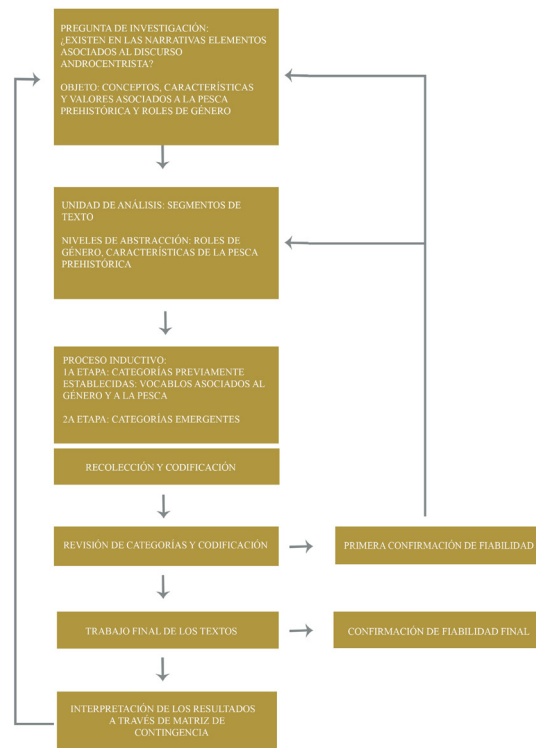 PREGUNTA DE INVESTIGACIÓN:
¿EXISTEN EN LAS NARRATIVAS ELEMENTOS
ASOCIADOS AL DISCURSO
ANDROCENTRISTA?
OBJETO: CONCEPTOS, CARACTERÍSTICAS
Y VALORES ASOCIADOS A LA PESCA
PREHISTÓRICA Y ROLES DE GÉNERO
UNIDAD DE ANÁLISIS: SEGMENTOS DE
TEXTO
NIVELES DE ABSTRACCIÓN: ROLES DE
GÉNERO, CARACTERÍSTICAS DE LA PESCA
PREHISTÓRICA
PROCESO INDUCTIVO:
1A ETAPA: CATEGORÍAS PREVIAMENTE
ESTABLECIDAS: VOCABLOS ASOCIADOS AL
GÉNERO Y A LA PESCA
2A ETAPA: CATEGORÍAS EMERGENTES
RECOLECCIÓN Y CODIFICACIÓN
REVISIÓN DE CATEGORÍAS Y CODIFICACIÓN
PRIMERA CONFIRMACIÓN DE FIABILIDAD
TRABAJO FINAL DE LOS TEXTOS
CONFIRMACIÓN DE FIABILIDAD FINAL
INTERPRETACIÓN DE LOS RESULTADOS
A TRAVÉS DE MATRIZ DE
CONTINGENCIA